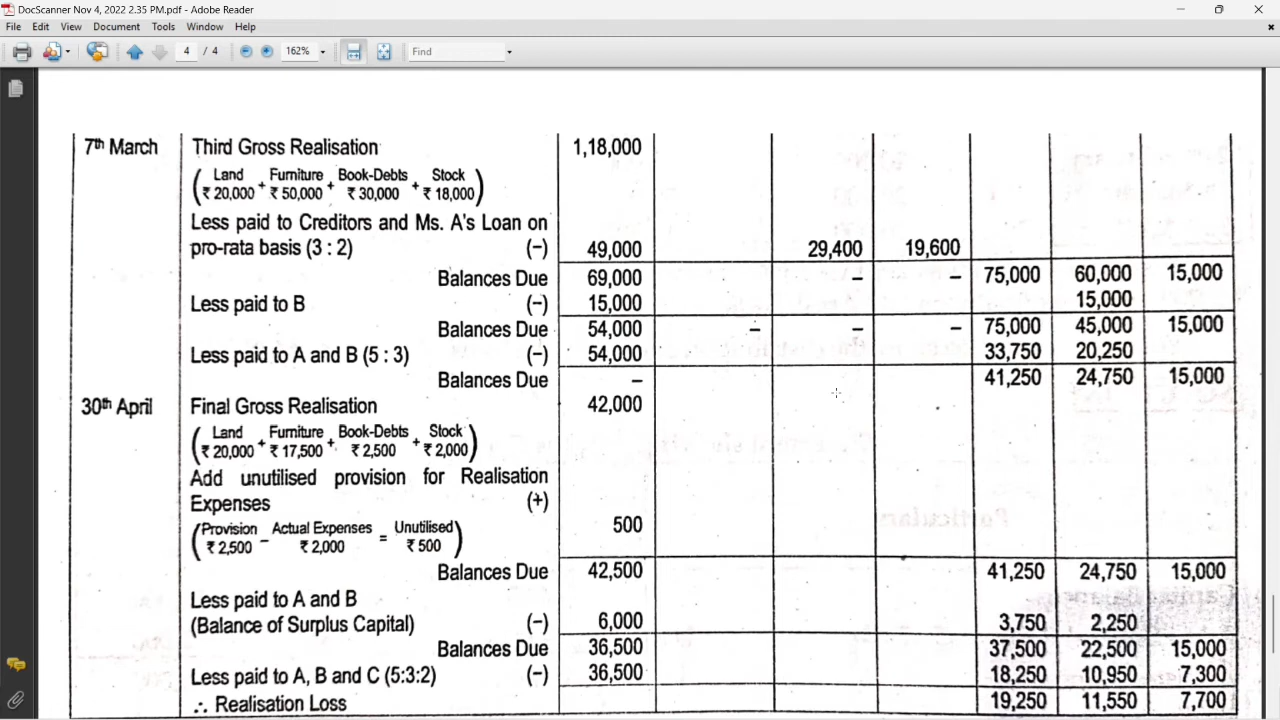 DocScanner Nov 4, 2022 2.35 PM.pdf - Adobe Reader
File Edit View Document Tools Window Help
4 / 4 162% Find
7th March Third Gross Realisation 1,18,000
Land Furniture Book-Debts Stock
(₹ 20,000 + ₹ 50,000 + ₹ 30,000 + ₹ 18,000)
Less paid to Creditors and Ms. A's Loan on
pro-rata basis (3 : 2) (–) 49,000 29,400 19,600
Balances Due 69,000 – – 75,000 60,000 15,000
Less paid to B (–) 15,000 15,000
Balances Due 54,000 – – – 75,000 45,000 15,000
Less paid to A and B (5 : 3) (–) 54,000 33,750 20,250
Balances Due – 41,250 24,750 15,000
30th April Final Gross Realisation 42,000
Land Furniture Book-Debts Stock
(₹ 20,000 + ₹ 17,500 + ₹ 2,500 + ₹ 2,000)
Add unutilised provision for Realisation
Expenses (+)
500
Provision Actual Expenses Unutilised
(₹ 2,500 – ₹ 2,000 = ₹ 500)
Balances Due 42,500 41,250 24,750 15,000
Less paid to A and B
(Balance of Surplus Capital) (–) 6,000 3,750 2,250
Balances Due 36,500 37,500 22,500 15,000
Less paid to A, B and C (5:3:2) (–) 36,500 18,250 10,950 7,300
∴ Realisation Loss 19,250 11,550 7,700